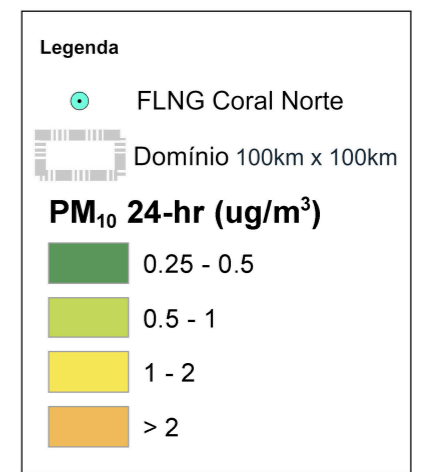 Legenda
FLNG Coral Norte
Domínio 100km x 100km
PM₁₀ 24-hr (ug/m³)
0.25 - 0.5
0.5 - 1
1 - 2
> 2